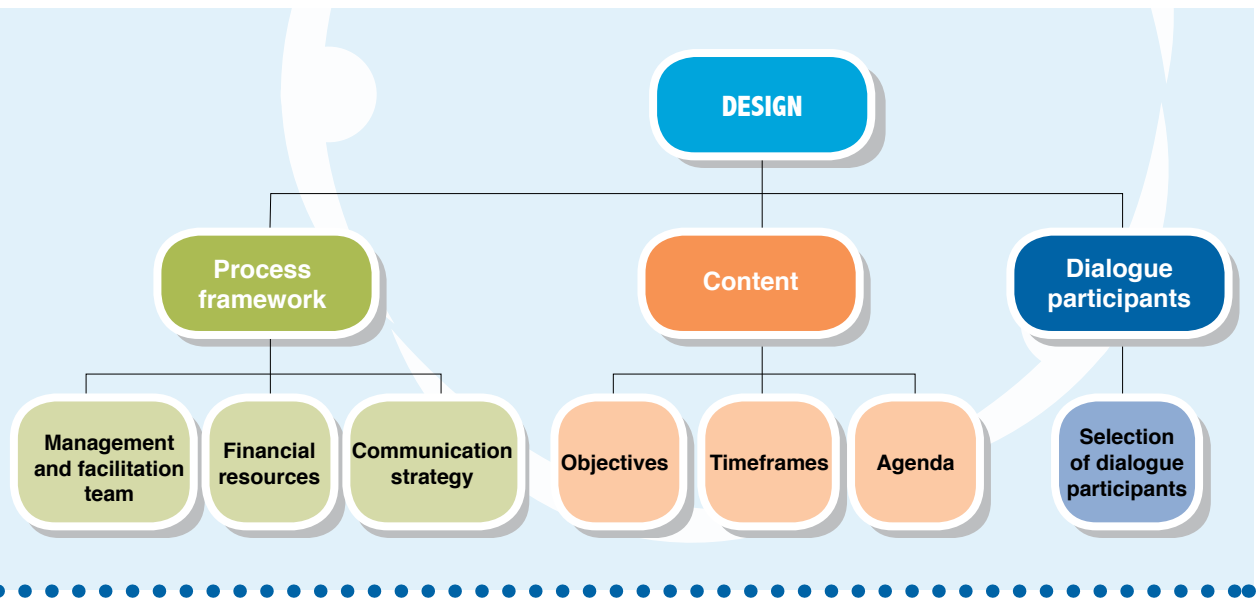 DESIGN
Process
framework
Content
Dialogue
participants
Management
and facilitation
team
Financial
resources
Communication
strategy
Objectives
Timeframes
Agenda
Selection
of dialogue
participants